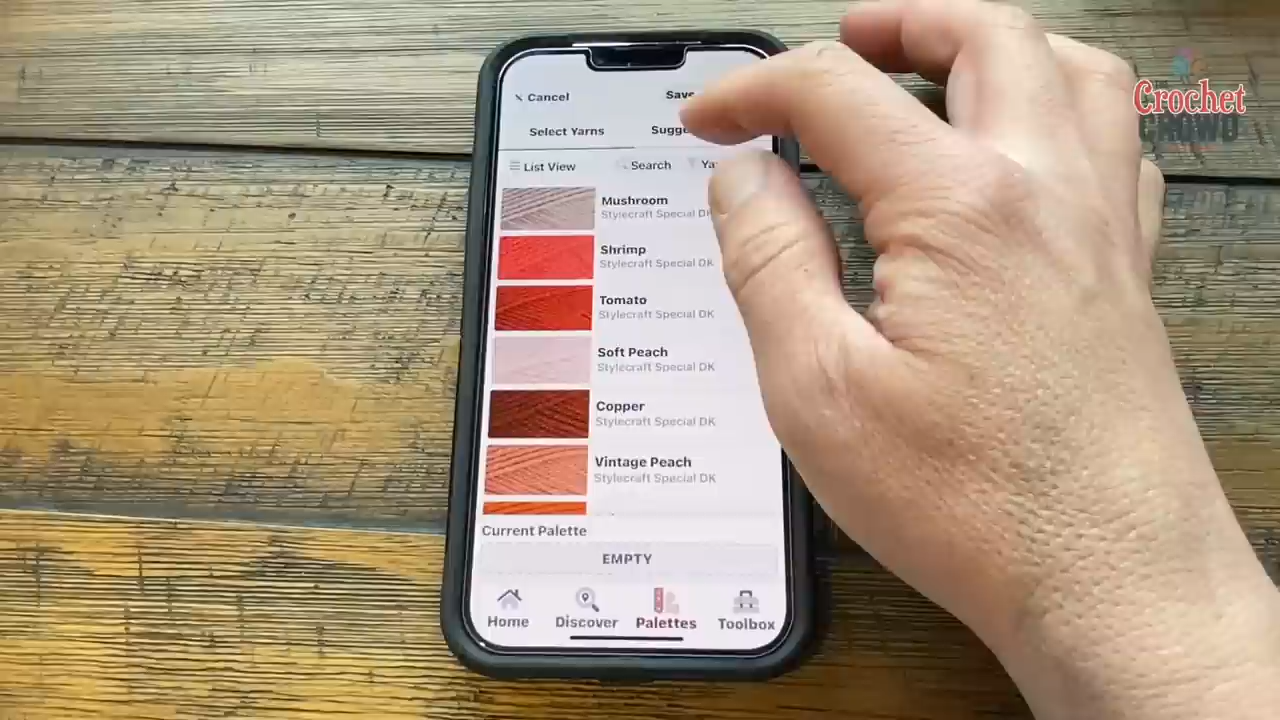 Cancel
Save
Select Yarns
List View
Search
Mushroom
Stylecraft Special DK
Shrimp
Stylecraft Special DK
Tomato
Stylecraft Special DK
Soft Peach
Stylecraft Special DK
Copper
Stylecraft Special DK
Vintage Peach
Stylecraft Special DK
Current Palette
EMPTY
Home
Discover
Palettes
Toolbox
Crochet
CROWD